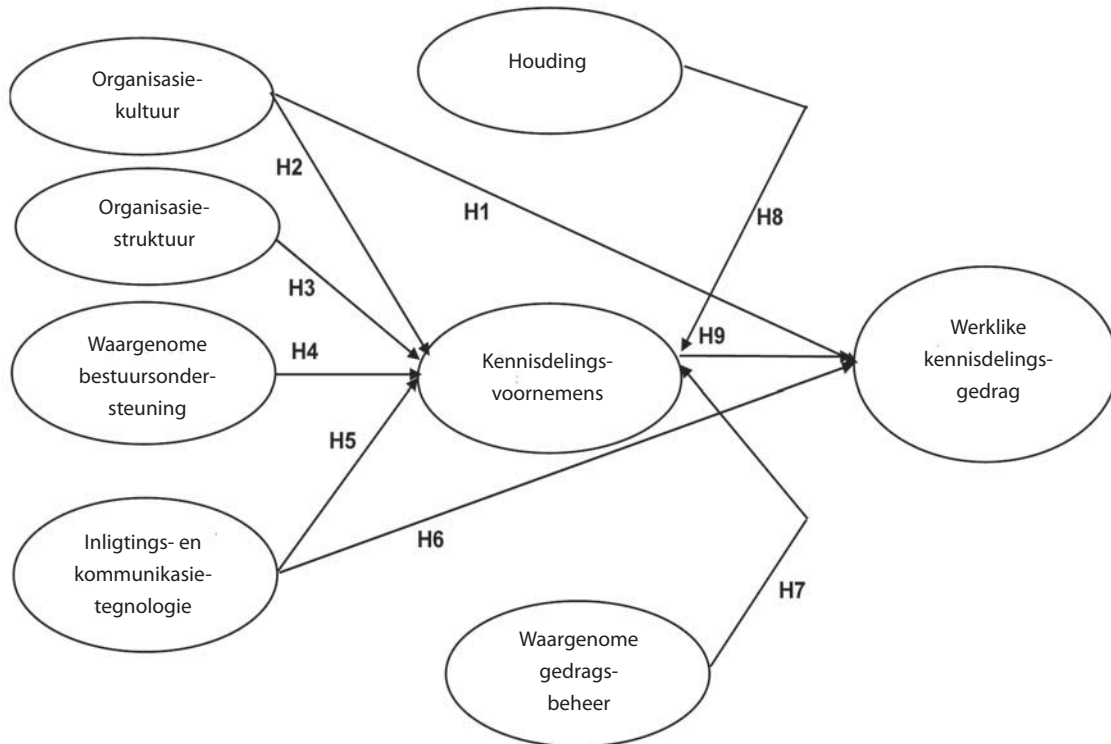 Organisasie-
kultuur
Houding
H2
Organisasie-
struktuur
H1
H8
H3
Waargenome
bestuursonder-
steuning
H4
Kennisdelings-
voornemens
H9
Werklike
kennisdelings-
gedrag
H5
Inligtings- en
kommunikasie-
tegnologie
H6
H7
Waargenome
gedrags-
beheer